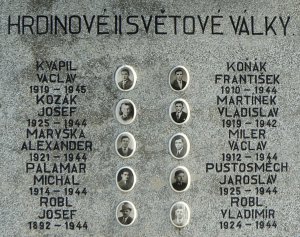 HRDINOVÉ II SVĚTOVÉ VÁLKY
KVAPIL
VÁCLAV
1919 - 1945
KOZÁK
JOSEF
1925 - 1944
MARYŠKA
ALEXANDER
1921 - 1944
PALAMAR
MICHAL
1914 - 1944
ROBL
JOSEF
1892 - 1944
KONÁK
FRANTIŠEK
1910 - 1944
MARTINEK
VLADISLAV
1919 - 1942
MILER
VÁCLAV
1912 - 1944
PUSTOSMĚCH
JAROSLAV
1925 - 1944
ROBL
VLADIMÍR
1924 - 1944